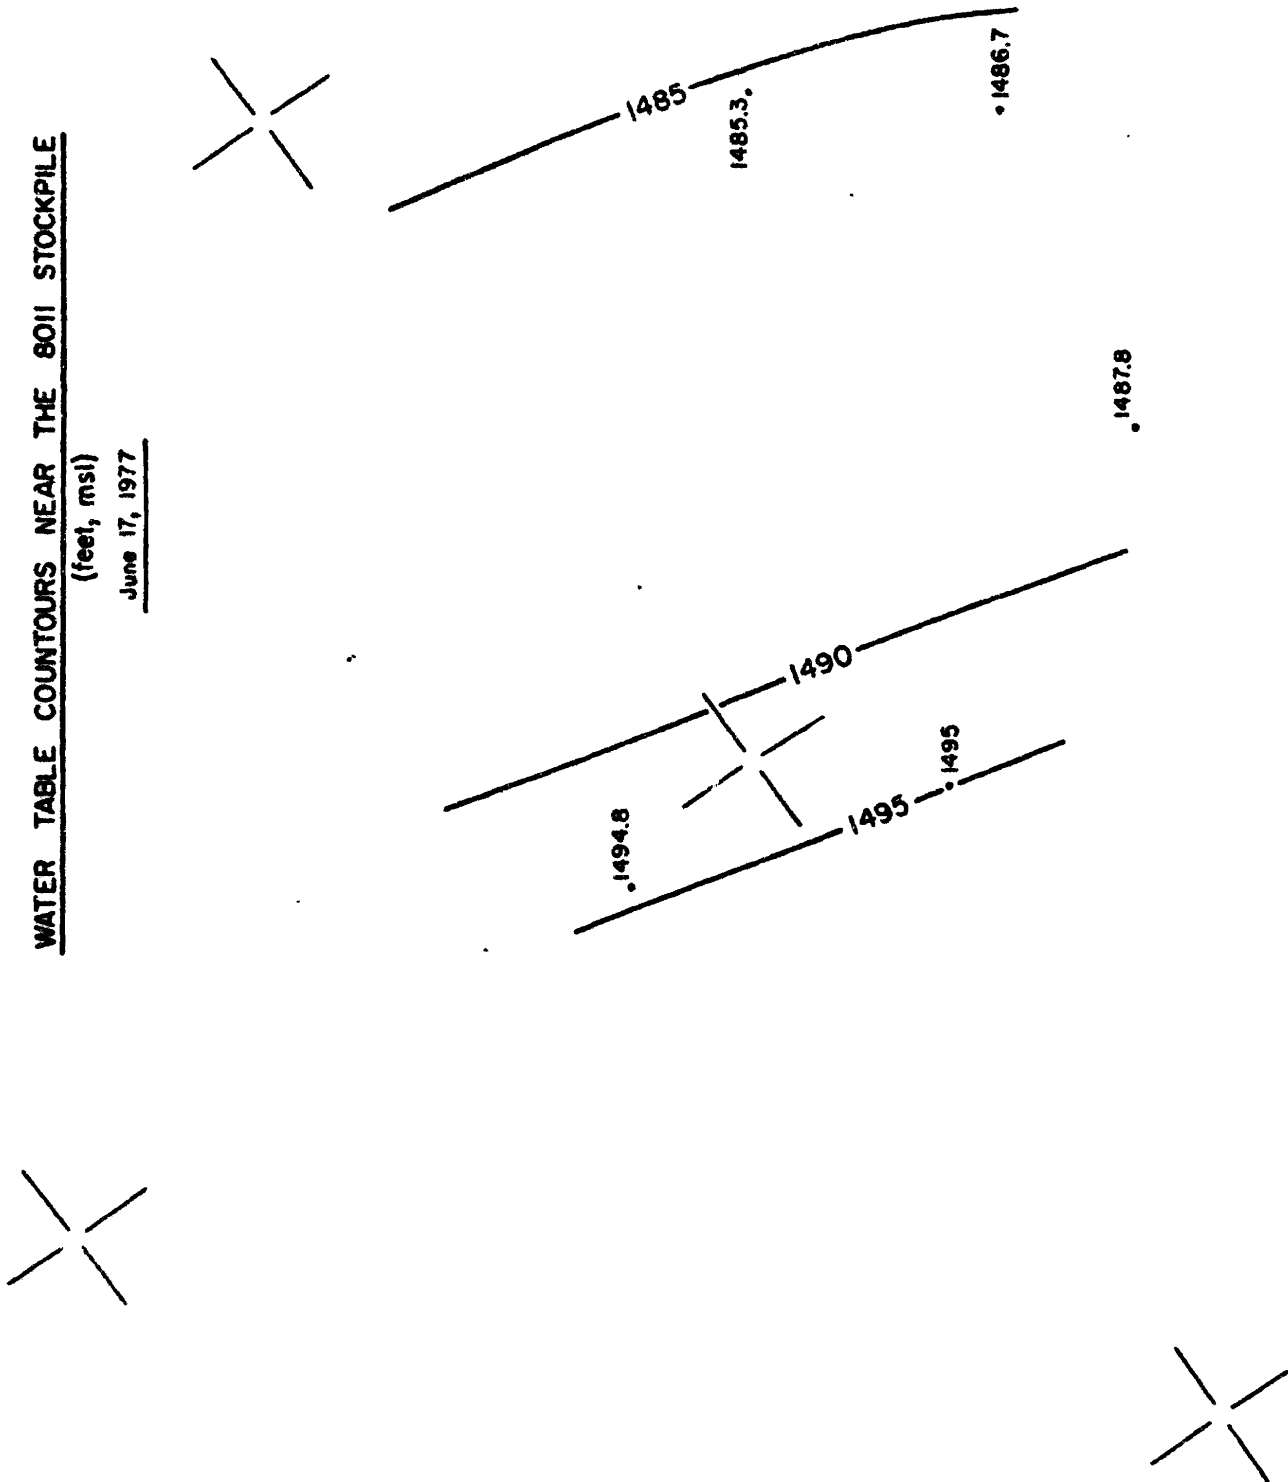 WATER TABLE COUNTOURS NEAR THE 8011 STOCKPILE
(feet, msl)
June 17, 1977
1485
1485.3
1486.7
1487.8
1490
1494.8
1495
1495